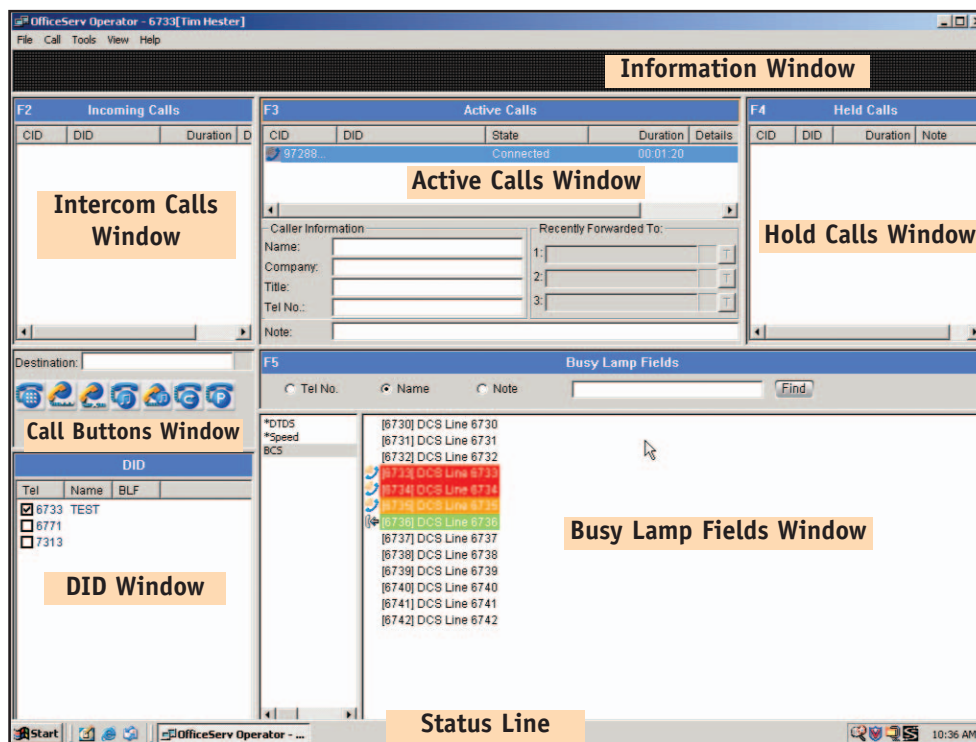 OfficeServ Operator - 6733[Tim Hester]
File Call Tools View Help
Information Window
F2 Incoming Calls
CID DID Duration D
Intercom Calls
Window
F3 Active Calls
CID DID State Duration Details
97288... Connected 00:01:20
Active Calls Window
Caller Information
Name:
Company:
Title:
Tel No.:
Note:
Recently Forwarded To:
1: T
2: T
3: T
F4 Held Calls
CID DID Duration Note
Hold Calls Window
Destination:
C P
Call Buttons Window
DID
Tel Name BLF
6733 TEST
6771
7313
DID Window
F5 Busy Lamp Fields
Tel No. Name Note Find
*DTDS
*Speed
BCS
[6730] DCS Line 6730
[6731] DCS Line 6731
[6732] DCS Line 6732
[6733] DCS Line 6733
[6734] DCS Line 6734
[6735] DCS Line 6735
[6736] DCS Line 6736
[6737] DCS Line 6737
[6738] DCS Line 6738
[6739] DCS Line 6739
[6740] DCS Line 6740
[6741] DCS Line 6741
[6742] DCS Line 6742
Busy Lamp Fields Window
Status Line
Start OfficeServ Operator - ... 10:36 AM